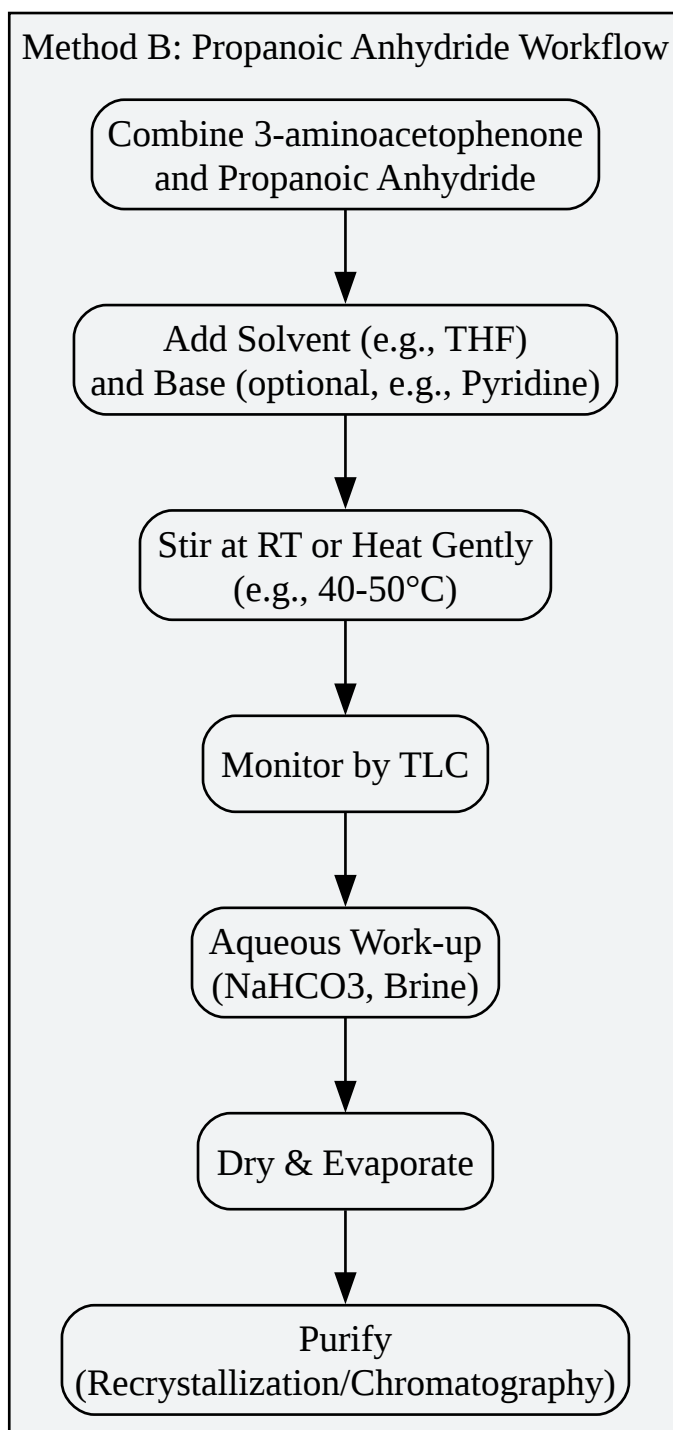 Method B: Propanoic Anhydride Workflow
Combine 3-aminoacetophenone
and Propanoic Anhydride
Add Solvent (e.g., THF)
and Base (optional, e.g., Pyridine)
Stir at RT or Heat Gently
(e.g., 40-50°C)
Monitor by TLC
Aqueous Work-up
(NaHCO3, Brine)
Dry & Evaporate
Purify
(Recrystallization/Chromatography)